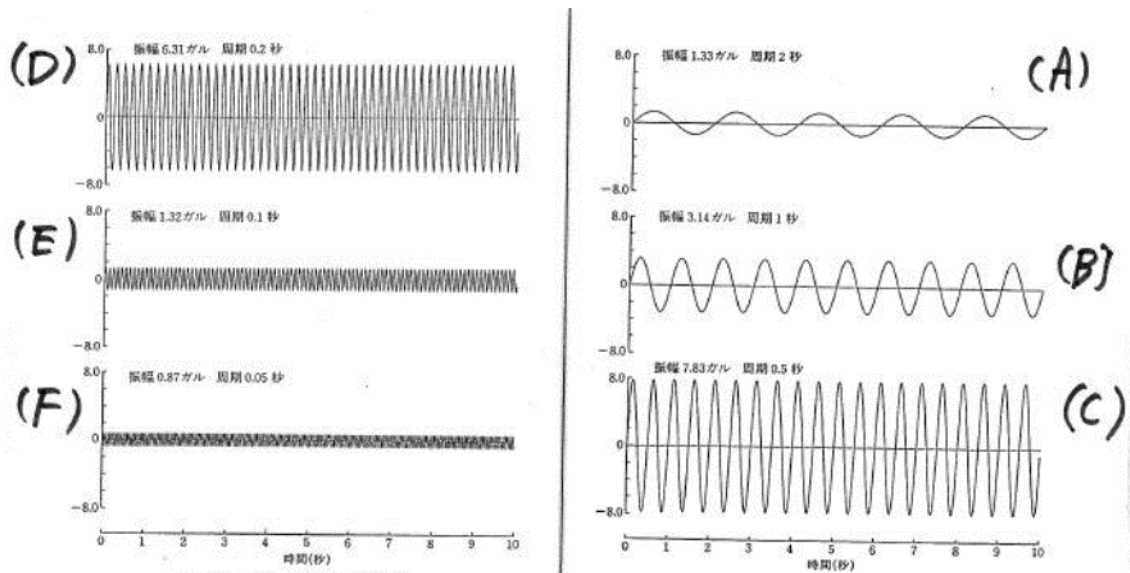 (D)
振幅 6.31ガル 周期 0.2 秒
8.0
0
-8.0
(E)
振幅 1.32ガル 周期 0.1 秒
8.0
0
-8.0
(F)
振幅 0.87ガル 周期 0.05 秒
8.0
0
-8.0
0 1 2 3 4 5 6 7 8 9 10
時間(秒)
(A)
振幅 1.33ガル 周期 2 秒
8.0
0
-8.0
(B]
振幅 3.14ガル 周期 1 秒
8.0
0
-8.0
(C)
振幅 7.83ガル 周期 0.5 秒
8.0
0
-8.0
0 1 2 3 4 5 6 7 8 9 10
時間(秒)